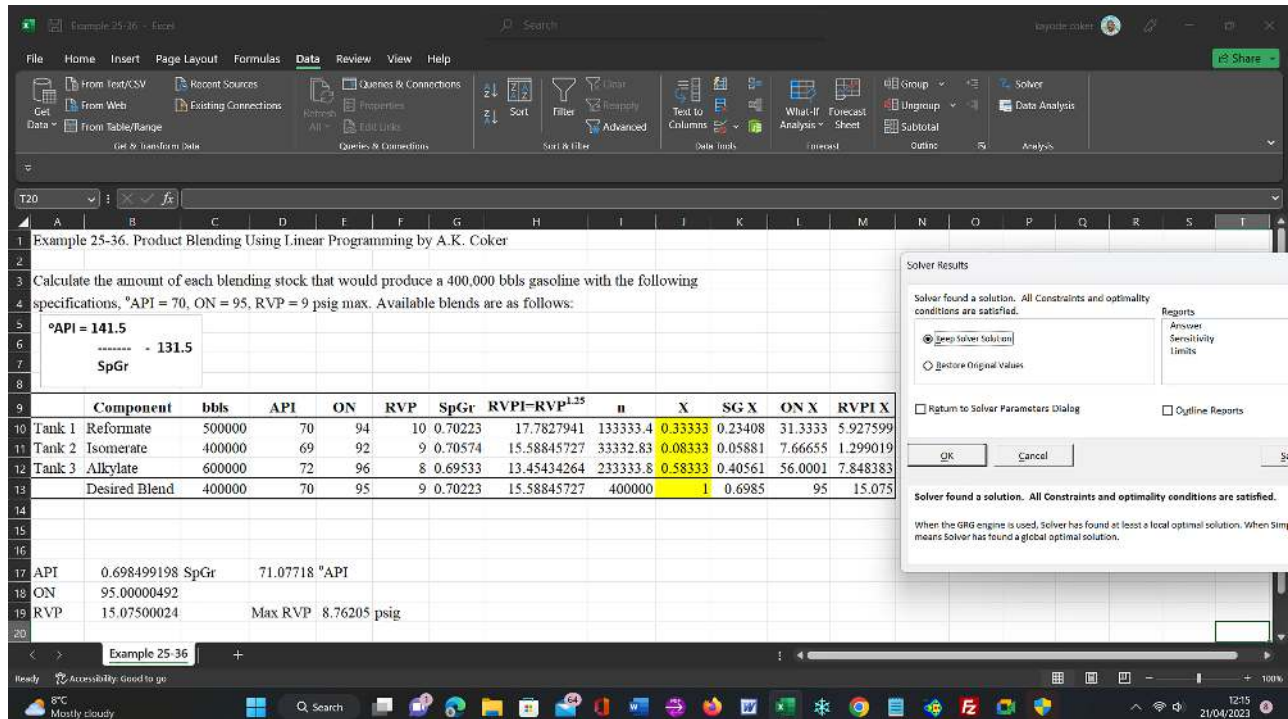 Example 25-36 - Excel
Search
kayode coker
File Home Insert Page Layout Formulas Data Review View Help
Share
Get Data
From Text/CSV
From Web
From Table/Range
Recent Sources
Existing Connections
Get & Transform Data
Refresh All
Queries & Connections
Properties
Edit Links
Queries & Connections
Sort
Filter
Clear
Reapply
Advanced
Sort & Filter
Text to Columns
Data Tools
What-If Analysis
Forecast Sheet
Forecast
Group
Ungroup
Subtotal
Outline
Solver
Data Analysis
Analysis
T20
fx
A B C D E F G H I J K L M N O P Q R S T
1 Example 25-36. Product Blending Using Linear Programming by A.K. Coker
2
3 Calculate the amount of each blending stock that would produce a 400,000 bbls gasoline with the following
4 specifications, °API = 70, ON = 95, RVP = 9 psig max. Available blends are as follows:
5 °API = 141.5
6 ------- - 131.5
7 SpGr
8
9 Component bbls API ON RVP SpGr RVPI=RVP^1.25 n X SG X ON X RVPI X
10 Tank 1 Reformate 500000 70 94 10 0.70223 17.7827941 133333.4 0.33333 0.23408 31.3333 5.927599
11 Tank 2 Isomerate 400000 69 92 9 0.70574 15.58845727 33332.83 0.08333 0.05881 7.66655 1.299019
12 Tank 3 Alkylate 600000 72 96 8 0.69533 13.45434264 233333.8 0.58333 0.40561 56.0001 7.848383
13 Desired Blend 400000 70 95 9 0.70223 15.58845727 400000 1 0.6985 95 15.075
14
15
16
17 API 0.698499198 SpGr 71.07718 °API
18 ON 95.00000492
19 RVP 15.07500024 Max RVP 8.76205 psig
20
Solver Results
Solver found a solution. All Constraints and optimality
conditions are satisfied.
Reports
Answer
Sensitivity
Limits
Keep Solver Solution
Restore Original Values
Return to Solver Parameters Dialog
Outline Reports
OK
Cancel
Solver found a solution. All Constraints and optimality conditions are satisfied.
When the GRG engine is used, Solver has found at least a local optimal solution. When Sim
means Solver has found a global optimal solution.
Example 25-36
Ready
Accessibility: Good to go
100%
8°C
Mostly cloudy
Search
64
12:15
21/04/2023